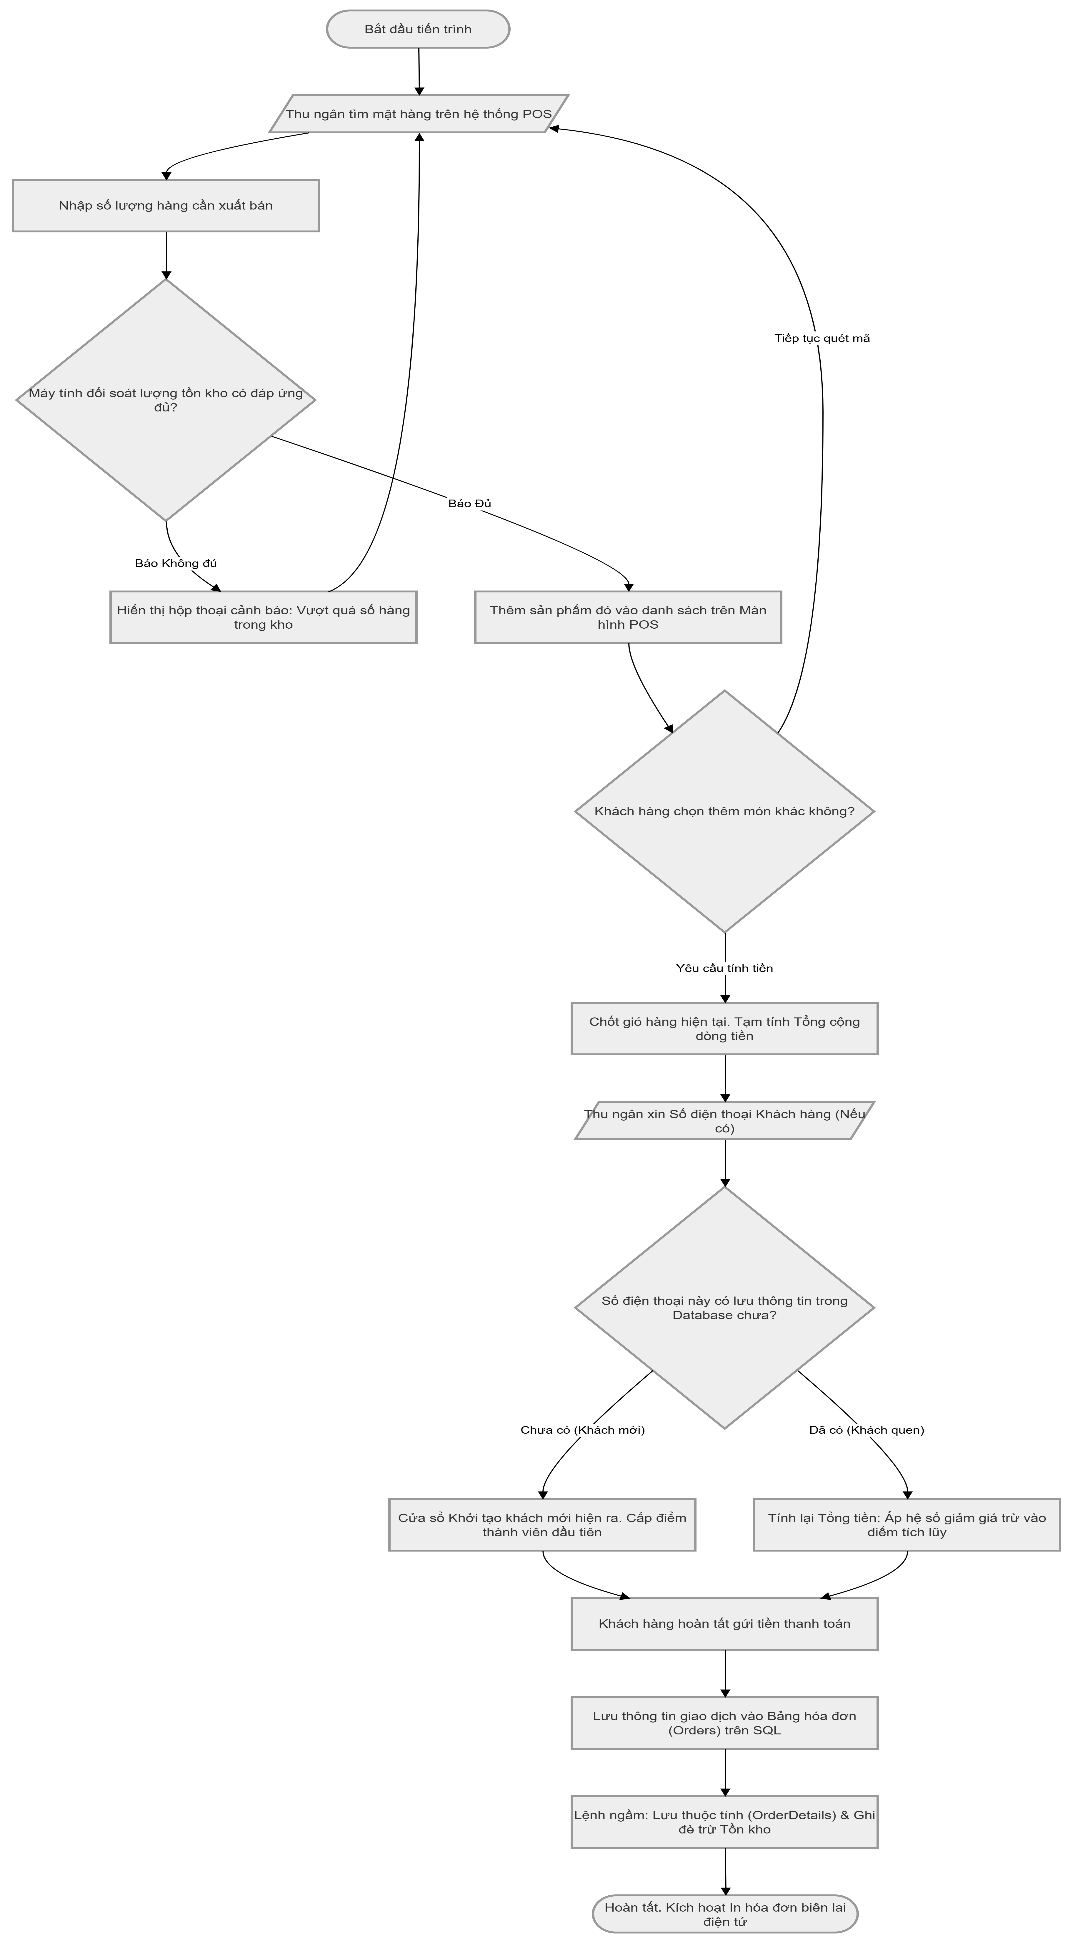 Bắt đầu tiến trình
Thu ngân tìm mặt hàng trên hệ thống POS
Nhập số lượng hàng cần xuất bán
Tiếp tục quét mã
Máy tính đối soát lượng tồn kho có đáp ứng
đủ?
Báo Đủ
Báo Không đủ
Hiển thị hộp thoại cảnh báo: Vượt quá số hàng
trong kho
Thêm sản phẩm đó vào danh sách trên Màn
hình POS
Khách hàng chọn thêm món khác không?
Yêu cầu tính tiền
Chốt giỏ hàng hiện tại. Tạm tính Tổng cộng
dòng tiền
Thu ngân xin Số điện thoại Khách hàng (Nếu
có)
Số điện thoại này có lưu thông tin trong
Database chưa?
Chưa có (Khách mới)
Đã có (Khách quen)
Cửa sổ Khởi tạo khách mới hiện ra. Cấp điểm
thành viên đầu tiên
Tính lại Tổng tiền: Áp hệ số giảm giá trừ vào
điểm tích lũy
Khách hàng hoàn tất gửi tiền thanh toán
Lưu thông tin giao dịch vào Bảng hóa đơn
(Orders) trên SQL
Lệnh ngầm: Lưu thuộc tính (OrderDetails) & Ghi
đè trừ Tồn kho
Hoàn tất. Kích hoạt In hóa đơn biên lai
điện tử